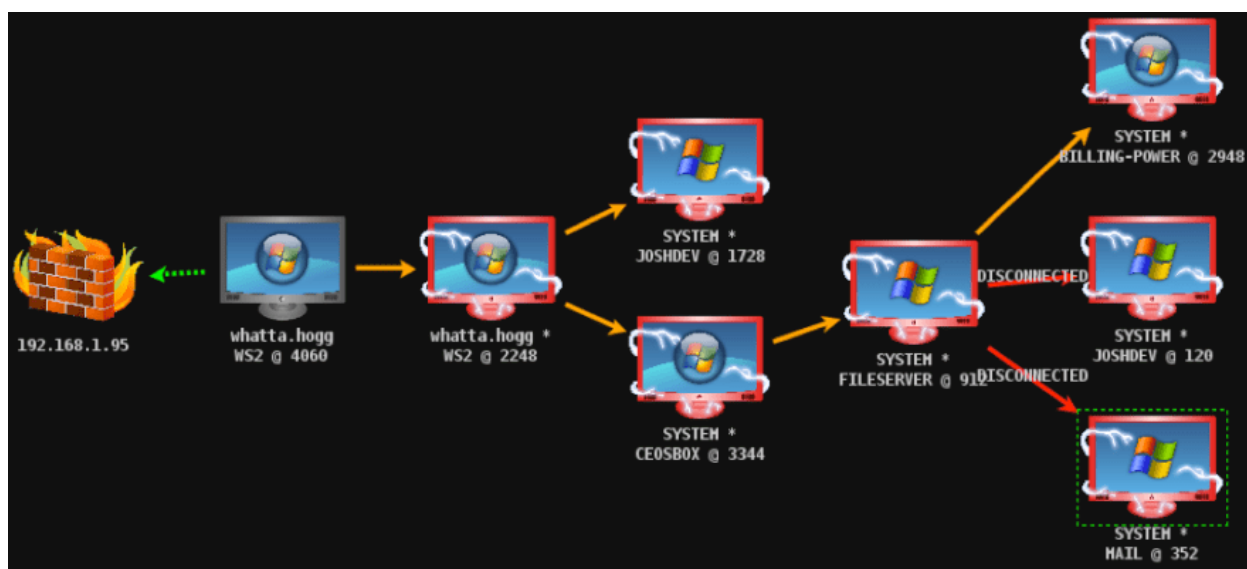 SYSTEM *
BILLING-POWER @ 2948
SYSTEM *
JOSHDEV @ 1728
192.168.1.95
whatta.hogg
WS2 @ 4060
whatta.hogg *
WS2 @ 2248
SYSTEM *
CEOSBOX @ 3344
SYSTEM *
FILESERVER @ 912
DISCONNECTED
SYSTEM *
JOSHDEV @ 120
DISCONNECTED
SYSTEM *
MAIL @ 352